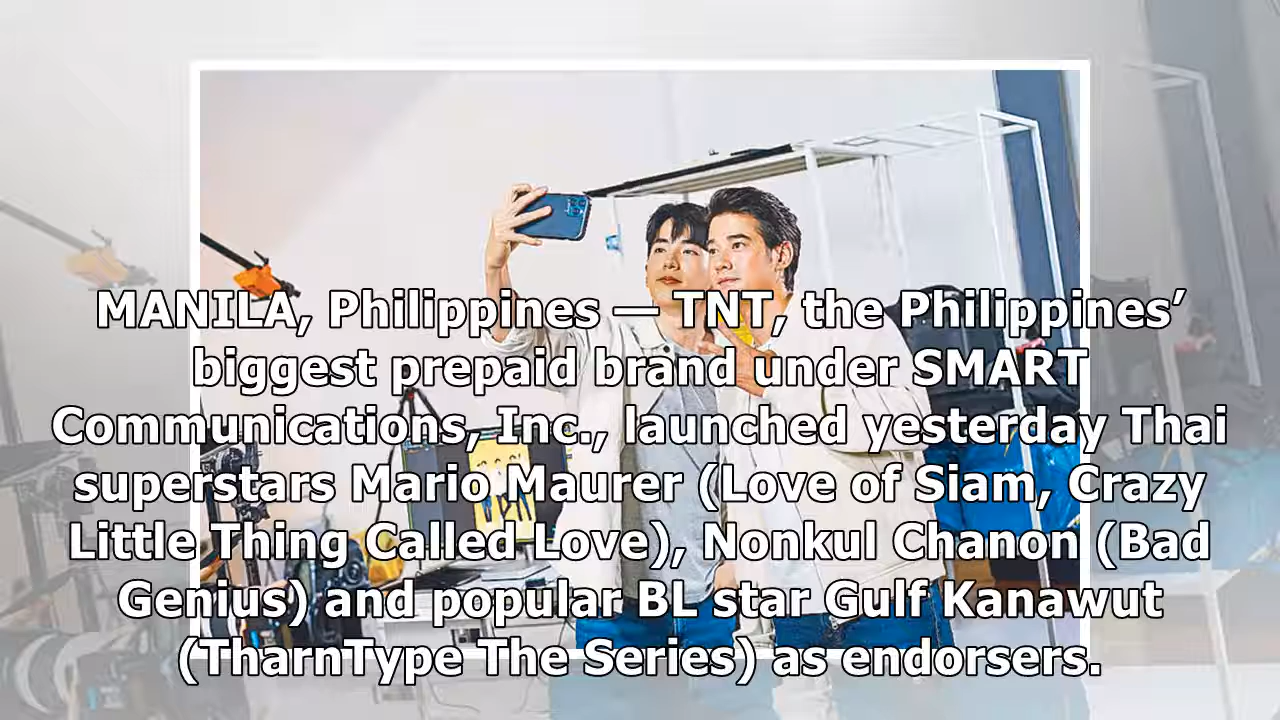 MANILA, Philippines — TNT, the Philippines’
biggest prepaid brand under SMART
Communications, Inc., launched yesterday Thai
superstars Mario Maurer (Love of Siam, Crazy
Little Thing Called Love), Nonkul Chanon (Bad
Genius) and popular BL star Gulf Kanawut
(TharnType The Series) as endorsers.